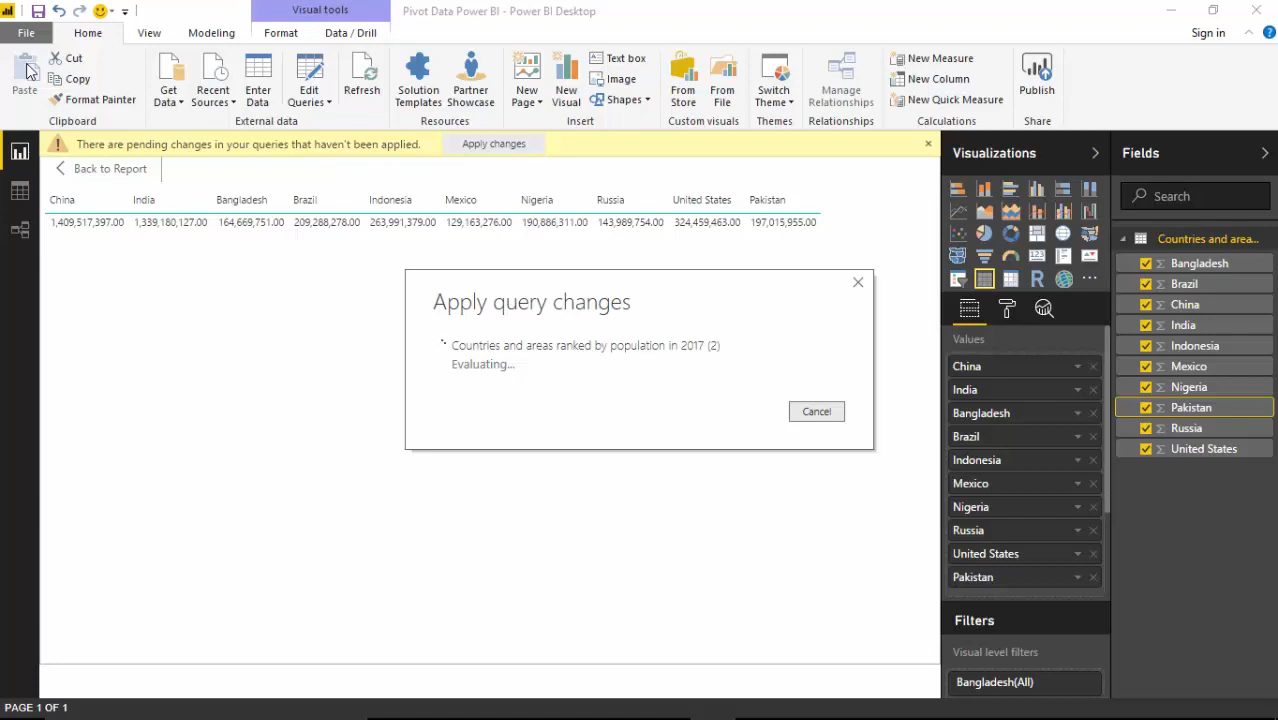 Visual tools
Pivot Data Power BI - Power BI Desktop
File
Home
View
Modeling
Format
Data / Drill
Sign in
Paste
Cut
Copy
Format Painter
Clipboard
Get Data
Recent Sources
Enter Data
Edit Queries
Refresh
External data
Solution Templates
Partner Showcase
Resources
New Page
New Visual
Text box
Image
Shapes
Insert
From Store
From File
Custom visuals
Switch Theme
Themes
Manage Relationships
Relationships
New Measure
New Column
New Quick Measure
Calculations
Publish
Share
There are pending changes in your queries that haven't been applied.
Apply changes
Back to Report
China India Bangladesh Brazil Indonesia Mexico Nigeria Russia United States Pakistan
1,409,517,397.00 1,339,180,127.00 164,669,751.00 209,288,278.00 263,991,379.00 129,163,276.00 190,886,311.00 143,989,754.00 324,459,463.00 197,015,955.00
Apply query changes
Countries and areas ranked by population in 2017 (2)
Evaluating...
Cancel
Visualizations
123
R
Values
China
India
Bangladesh
Brazil
Indonesia
Mexico
Nigeria
Russia
United States
Pakistan
Filters
Visual level filters
Bangladesh(All)
Fields
Search
Countries and area...
Bangladesh
Brazil
China
India
Indonesia
Mexico
Nigeria
Pakistan
Russia
United States
PAGE 1 OF 1